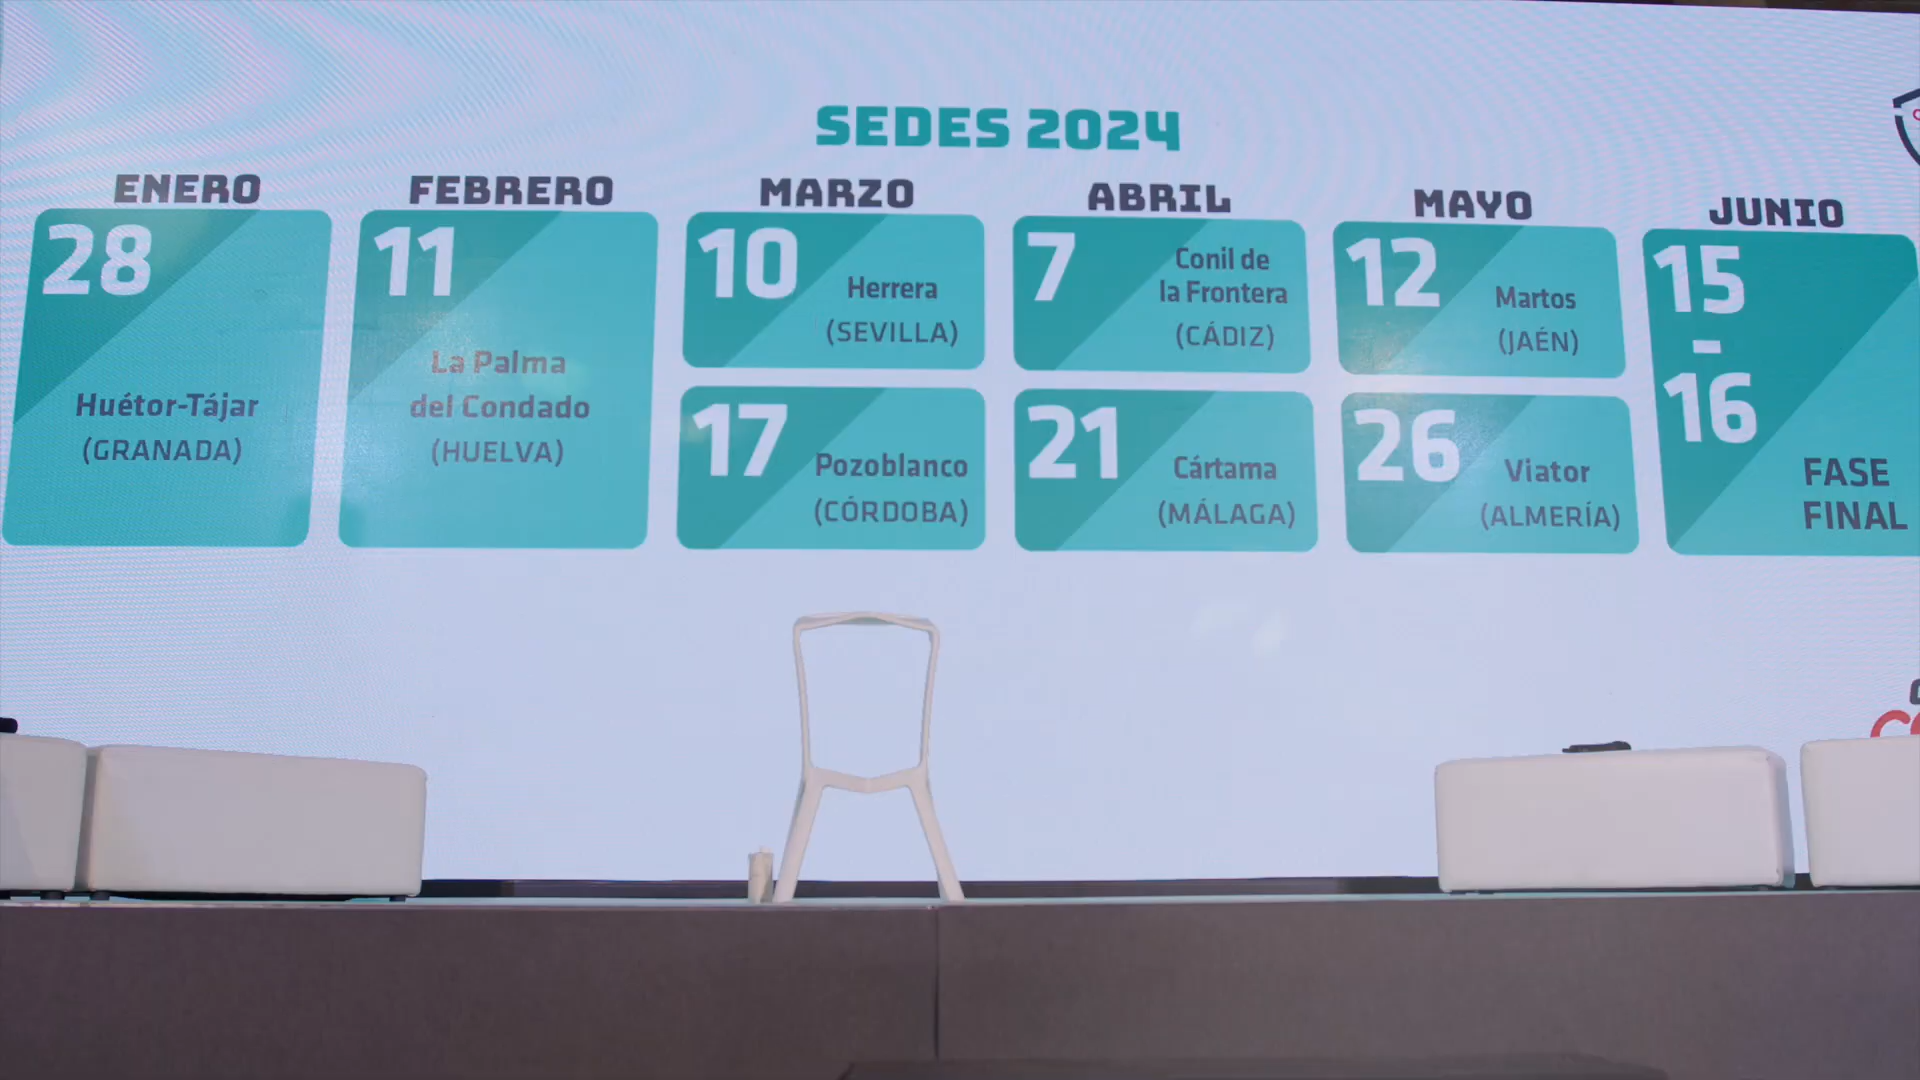 SEDES 2024
ENERO
28
Huétor-Tájar
(GRANADA)
FEBRERO
11
La Palma
del Condado
(HUELVA)
MARZO
10
Herrera
(SEVILLA)
17
Pozoblanco
(CÓRDOBA)
ABRIL
7
Conil de
la Frontera
(CÁDIZ)
21
Cártama
(MÁLAGA)
MAYO
12
Martos
(JAÉN)
26
Viator
(ALMERÍA)
JUNIO
15
-
16
FASE
FINAL